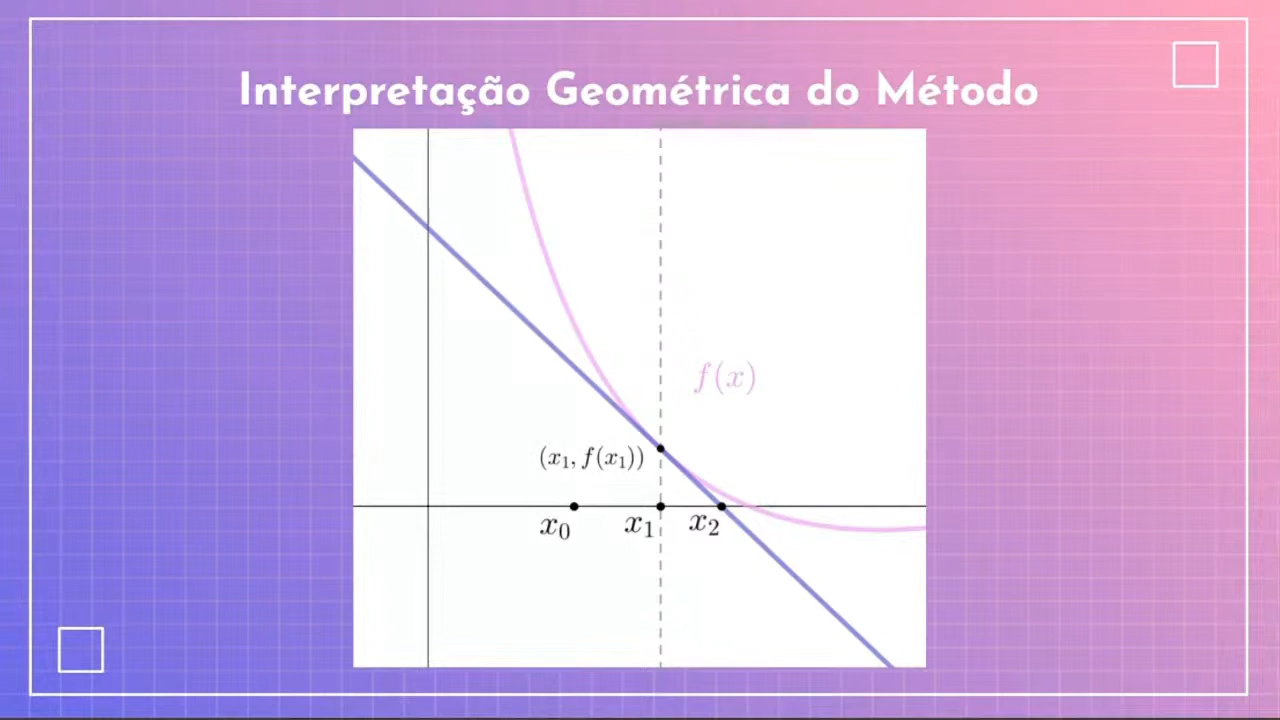 Interpretação Geométrica do Método
f(x)
(x₁, f(x₁))
x₀ x₁ x₂